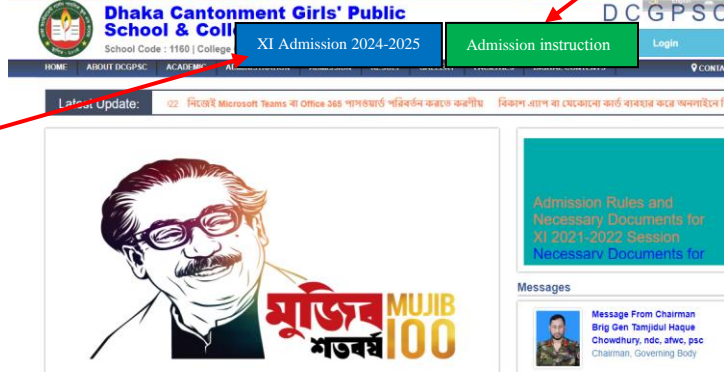 Dhaka Cantonment Girls' Public
School & Coll
D C G P S C
School Code : 1160 | College
XI Admission 2024-2025
Admission instruction
Login
HOME ABOUT DCGPSC ACADEMIC
CONTA
Latest Update:
022 নিজেই Microsoft Teams বা Office 365 পাসওয়ার্ড পরিবর্তন করতে করণীয় বিকাশ এ্যাপ বা যেকোনো কার্ড ব্যবহার করে অনলাইনে
মুজিব
শতবর্ষ
MUJIB
100
Admission Rules and
Necessary Documents for
XI 2021-2022 Session
Necessary Documents for
Messages
Message From Chairman
Brig Gen Tamjidul Haque
Chowdhury, ndc, afwc, psc
Chairman, Governing Body